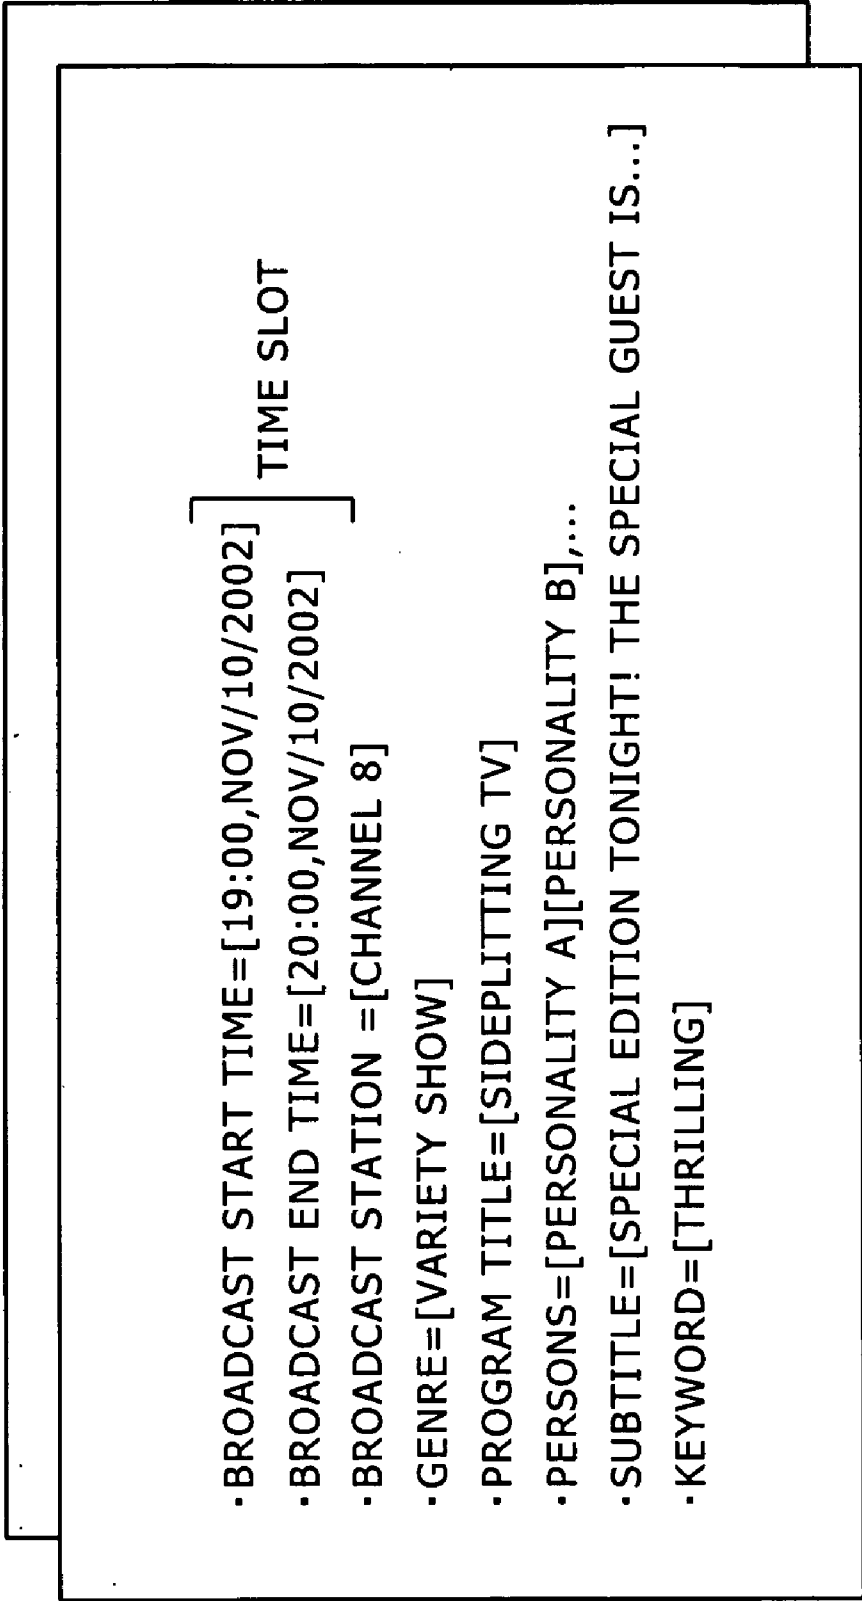 ·BROADCAST START TIME=[19:00,NOV/10/2002]
TIME SLOT
·BROADCAST END TIME=[20:00,NOV/10/2002]
·BROADCAST STATION =[CHANNEL 8]
·GENRE=[VARIETY SHOW]
·PROGRAM TITLE=[SIDEPLITTING TV]
·PERSONS=[PERSONALITY A][PERSONALITY B],...
·SUBTITLE=[SPECIAL EDITION TONIGHT! THE SPECIAL GUEST IS...]
·KEYWORD=[THRILLING]